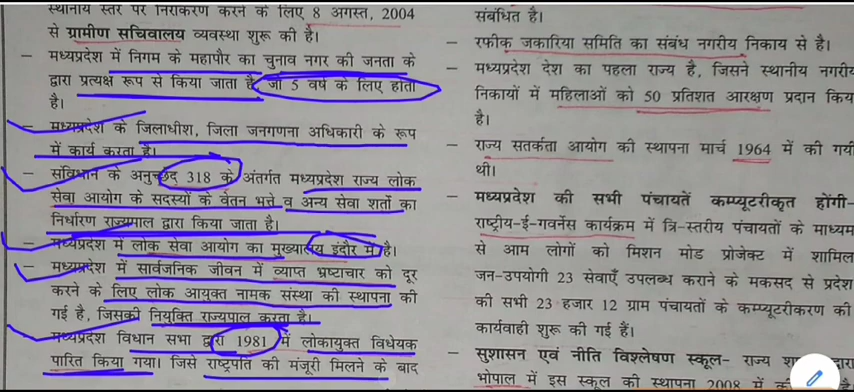 स्थानीय स्तर पर निराकरण करने के लिए 8 अगस्त, 2004
से ग्रामीण सचिवालय व्यवस्था शुरू की है।
– मध्यप्रदेश में निगम के महापौर का चुनाव नगर की जनता के
द्वारा प्रत्यक्ष रूप से किया जाता है, जो 5 वर्ष के लिए होता
है।
– मध्यप्रदेश के जिलाधीश, जिला जनगणना अधिकारी के रूप
में कार्य करता है।
– संविधान के अनुच्छेद 318 के अंतर्गत मध्यप्रदेश राज्य लोक
सेवा आयोग के सदस्यों के वेतन भत्ते व अन्य सेवा शर्तों का
निर्धारण राज्यपाल द्वारा किया जाता है।
– मध्यप्रदेश में लोक सेवा आयोग का मुख्यालय इंदौर में है।
– मध्यप्रदेश में सार्वजनिक जीवन में व्याप्त भ्रष्टाचार को दूर
करने के लिए लोक आयुक्त नामक संस्था की स्थापना की
गई है, जिसकी नियुक्ति राज्यपाल करता है।
– मध्यप्रदेश विधान सभा द्वारा 1981 में लोकायुक्त विधेयक
पारित किया गया। जिसे राष्ट्रपति की मंजूरी मिलने के बाद
संबंधित है।
– रफीक जकारिया समिति का संबंध नगरीय निकाय से है।
– मध्यप्रदेश देश का पहला राज्य है, जिसने स्थानीय नगरीय
निकायों में महिलाओं को 50 प्रतिशत आरक्षण प्रदान किय
है।
– राज्य सतर्कता आयोग की स्थापना मार्च 1964 में की गयी
थी।
– मध्यप्रदेश की सभी पंचायतें कम्प्यूटरीकृत होंगी–
राष्ट्रीय-ई-गवर्नेस कार्यक्रम में त्रि-स्तरीय पंचायतों के माध्यम
से आम लोगों को मिशन मोड प्रोजेक्ट में शामिल
जन-उपयोगी 23 सेवाएँ उपलब्ध कराने के मकसद से प्रदेश
की सभी 23 हजार 12 ग्राम पंचायतों के कम्प्यूटरीकरण की
कार्यवाही शुरू की गई हैं।
– सुशासन एवं नीति विश्लेषण स्कूल– राज्य
भोपाल में इस स्कूल की स्थापना 2008 में